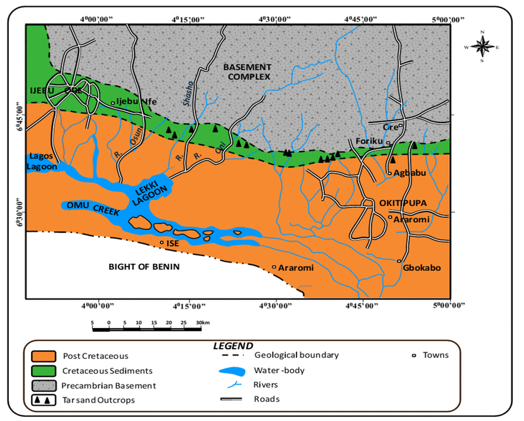 4°00'00" 4°15'00" 4°30'00" 4°45'00" 5°00'00"
N
W E
S
BASEMENT
COMPLEX
Shasha
IJEBU ODE
Ijebu Nfe
6°45'00"
R. Osun
R.
R. Oni
Ore
Foriku
Lagos
Lagoon
Agbabu
LEKKI
LAGOON
OMU CREEK
OKITIPUPA
Araromi
6°30'00"
ISE
BIGHT OF BENIN
Araromi
Gbokabo
4°00'00" 4°15'00" 4°30'00" 4°45'00" 5°00'00"
5 0 5 10 15 20 25 30km
LEGEND
Post Cretaceous
Cretaceous Sediments
Precambrian Basement
Tar sand Outcrops
Geological boundary
Water-body
Rivers
Roads
Towns